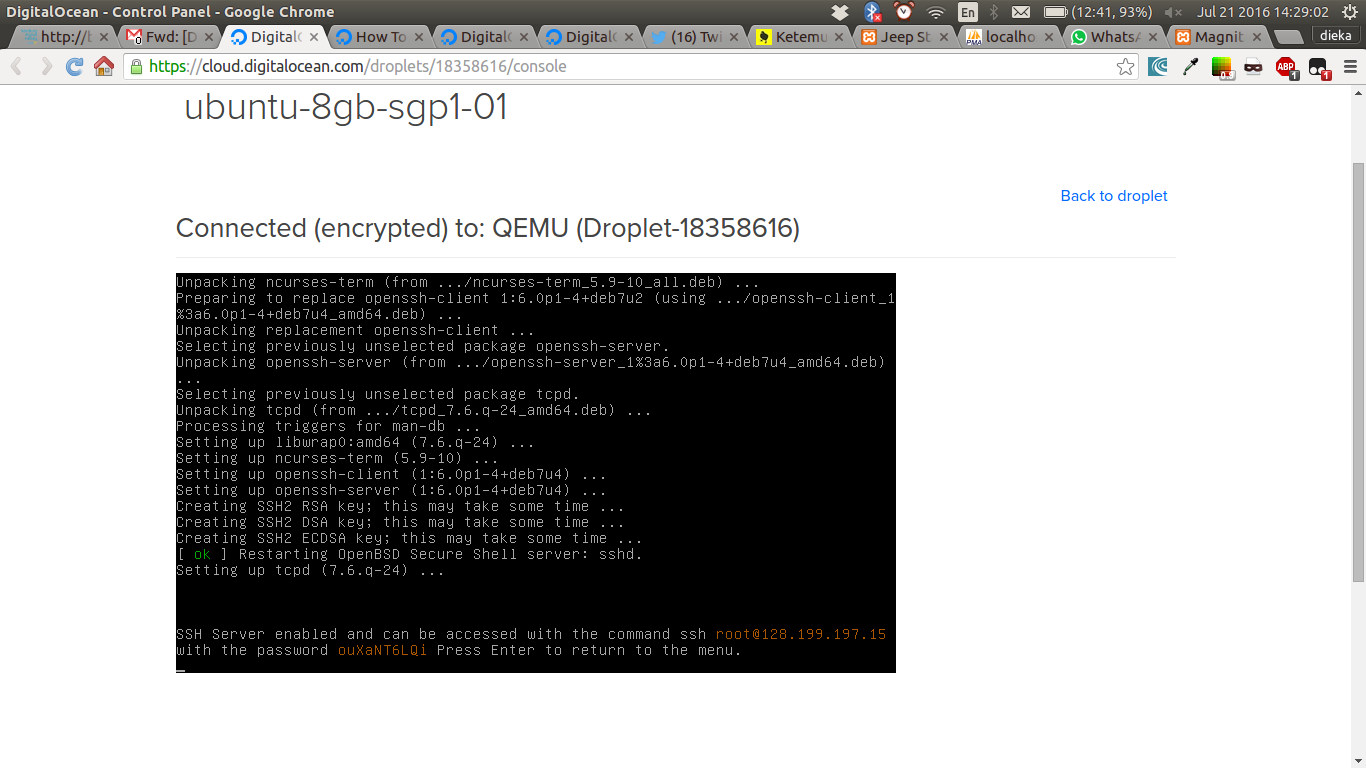 DigitalOcean - Control Panel - Google Chrome
En
(12:41, 93%)
Jul 21 2016 14:29:02
http://b
Fwd: [D
DigitalO
How To
DigitalO
DigitalO
(16) Twi
Ketemu
Jeep St
localho
WhatsA
Magnit
dieka
https://cloud.digitalocean.com/droplets/18358616/console
ubuntu-8gb-sgp1-01
Back to droplet
Connected (encrypted) to: QEMU (Droplet-18358616)
Unpacking ncurses-term (from .../ncurses-term_5.9-10_all.deb) ...
Preparing to replace openssh-client 1:6.0p1-4+deb7u2 (using .../openssh-client_1
%3a6.0p1-4+deb7u4_amd64.deb) ...
Unpacking replacement openssh-client ...
Selecting previously unselected package openssh-server.
Unpacking openssh-server (from .../openssh-server_1%3a6.0p1-4+deb7u4_amd64.deb)
...
Selecting previously unselected package tcpd.
Unpacking tcpd (from .../tcpd_7.6.q-24_amd64.deb) ...
Processing triggers for man-db ...
Setting up libwrap0:amd64 (7.6.q-24) ...
Setting up ncurses-term (5.9-10) ...
Setting up openssh-client (1:6.0p1-4+deb7u4) ...
Setting up openssh-server (1:6.0p1-4+deb7u4) ...
Creating SSH2 RSA key; this may take some time ...
Creating SSH2 DSA key; this may take some time ...
Creating SSH2 ECDSA key; this may take some time ...
[ ok ] Restarting OpenBSD Secure Shell server: sshd.
Setting up tcpd (7.6.q-24) ...
SSH Server enabled and can be accessed with the command ssh root@128.199.197.15
with the password ouXaNT6LQi Press Enter to return to the menu.